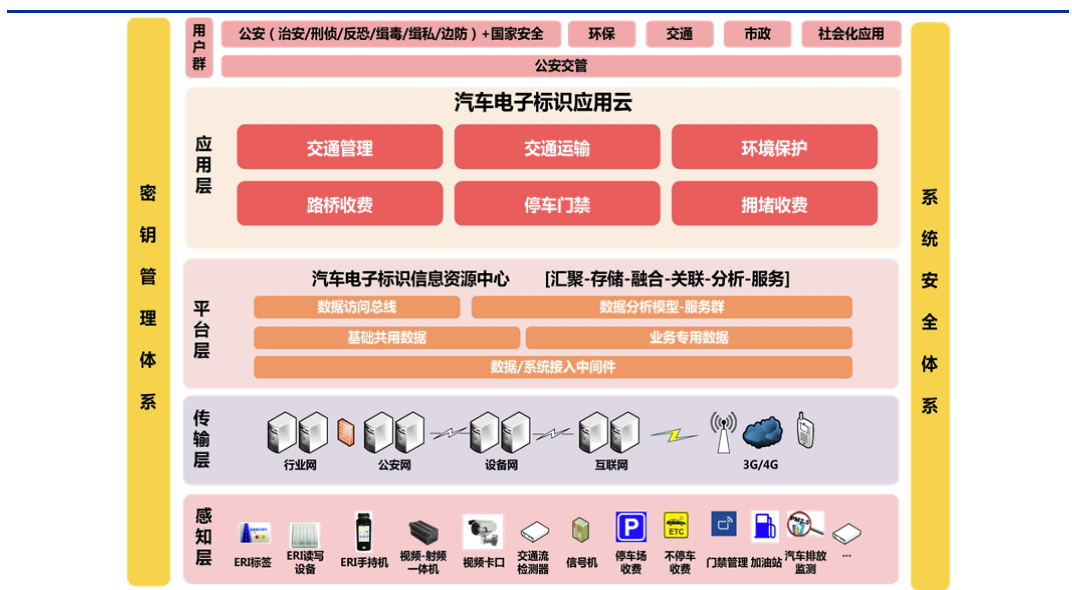 用户群
公安（治安/刑侦/反恐/缉毒/缉私/边防）+国家安全
环保
交通
市政
社会化应用
公安交管
密钥管理体系
系统安全体系
应用层
汽车电子标识应用云
交通管理
交通运输
环境保护
路桥收费
停车门禁
拥堵收费
平台层
汽车电子标识信息资源中心 [汇聚-存储-融合-关联-分析-服务]
数据访问总线
数据分析模型-服务群
基础共用数据
业务专用数据
数据/系统接入中间件
传输层
行业网
公安网
设备网
互联网
3G/4G
感知层
P
ETC
PM2.5
ERI标签
ERI读写
设备
ERI手持机
视频-射频
一体机
视频卡口
交通流
检测器
信号机
停车场
收费
不停车
收费
门禁管理
加油站
汽车排放
监测
...